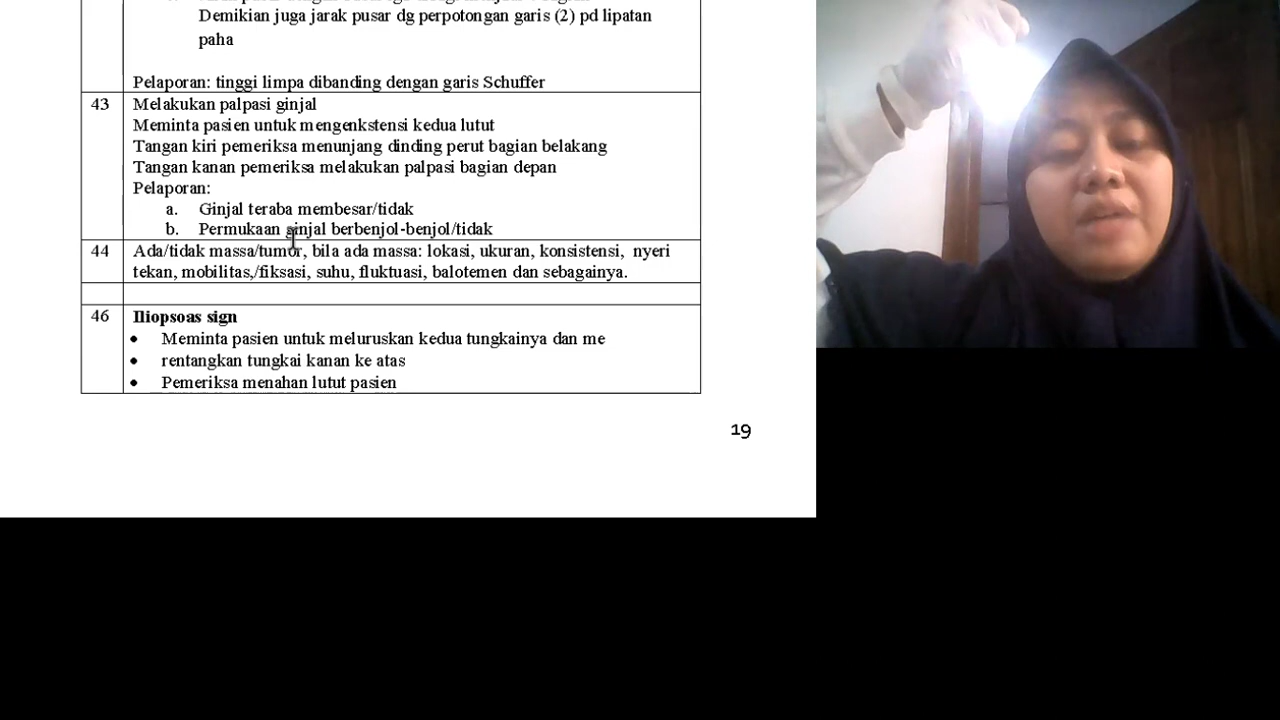 Demikian juga jarak pusar dg perpotongan garis (2) pd lipatan
paha
Pelaporan: tinggi limpa dibanding dengan garis Schuffer
43 Melakukan palpasi ginjal
Meminta pasien untuk mengenkstensi kedua lutut
Tangan kiri pemeriksa menunjang dinding perut bagian belakang
Tangan kanan pemeriksa melakukan palpasi bagian depan
Pelaporan:
a. Ginjal teraba membesar/tidak
b. Permukaan ginjal berbenjol-benjol/tidak
44 Ada/tidak massa/tumor, bila ada massa: lokasi, ukuran, konsistensi, nyeri
tekan, mobilitas,/fiksasi, suhu, fluktuasi, balotemen dan sebagainya.
46 Iliopsoas sign
• Meminta pasien untuk meluruskan kedua tungkainya dan me
• rentangkan tungkai kanan ke atas
• Pemeriksa menahan lutut pasien
19